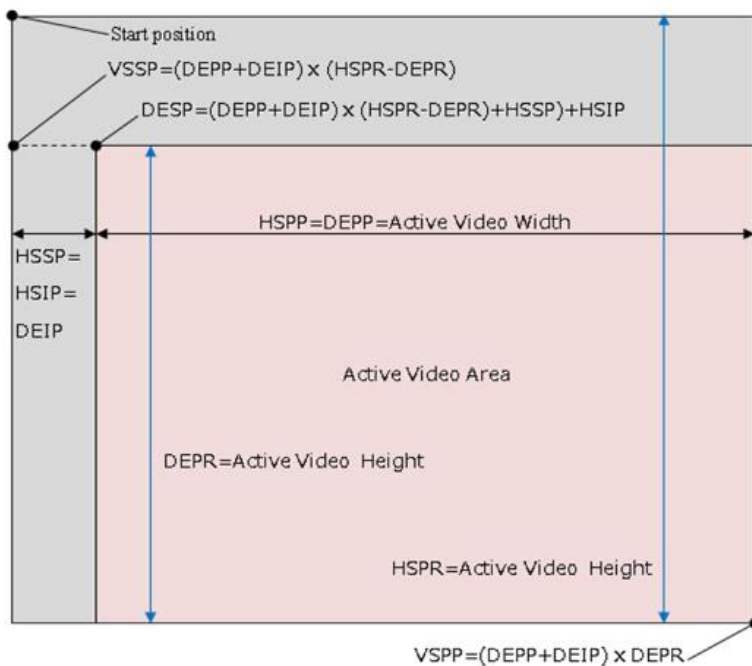 Start position
VSSP=(DEPP+DEIP) x (HSPR-DEPR)
DESP=(DEPP+DEIP) x (HSPR-DEPR)+HSSP)+HSIP
HSPP=DEPP=Active Video Width
HSSP=
HSIP=
DEIP
Active Video Area
DEPR=Active Video Height
HSPR=Active Video Height
VSPP=(DEPP+DEIP) x DEPR